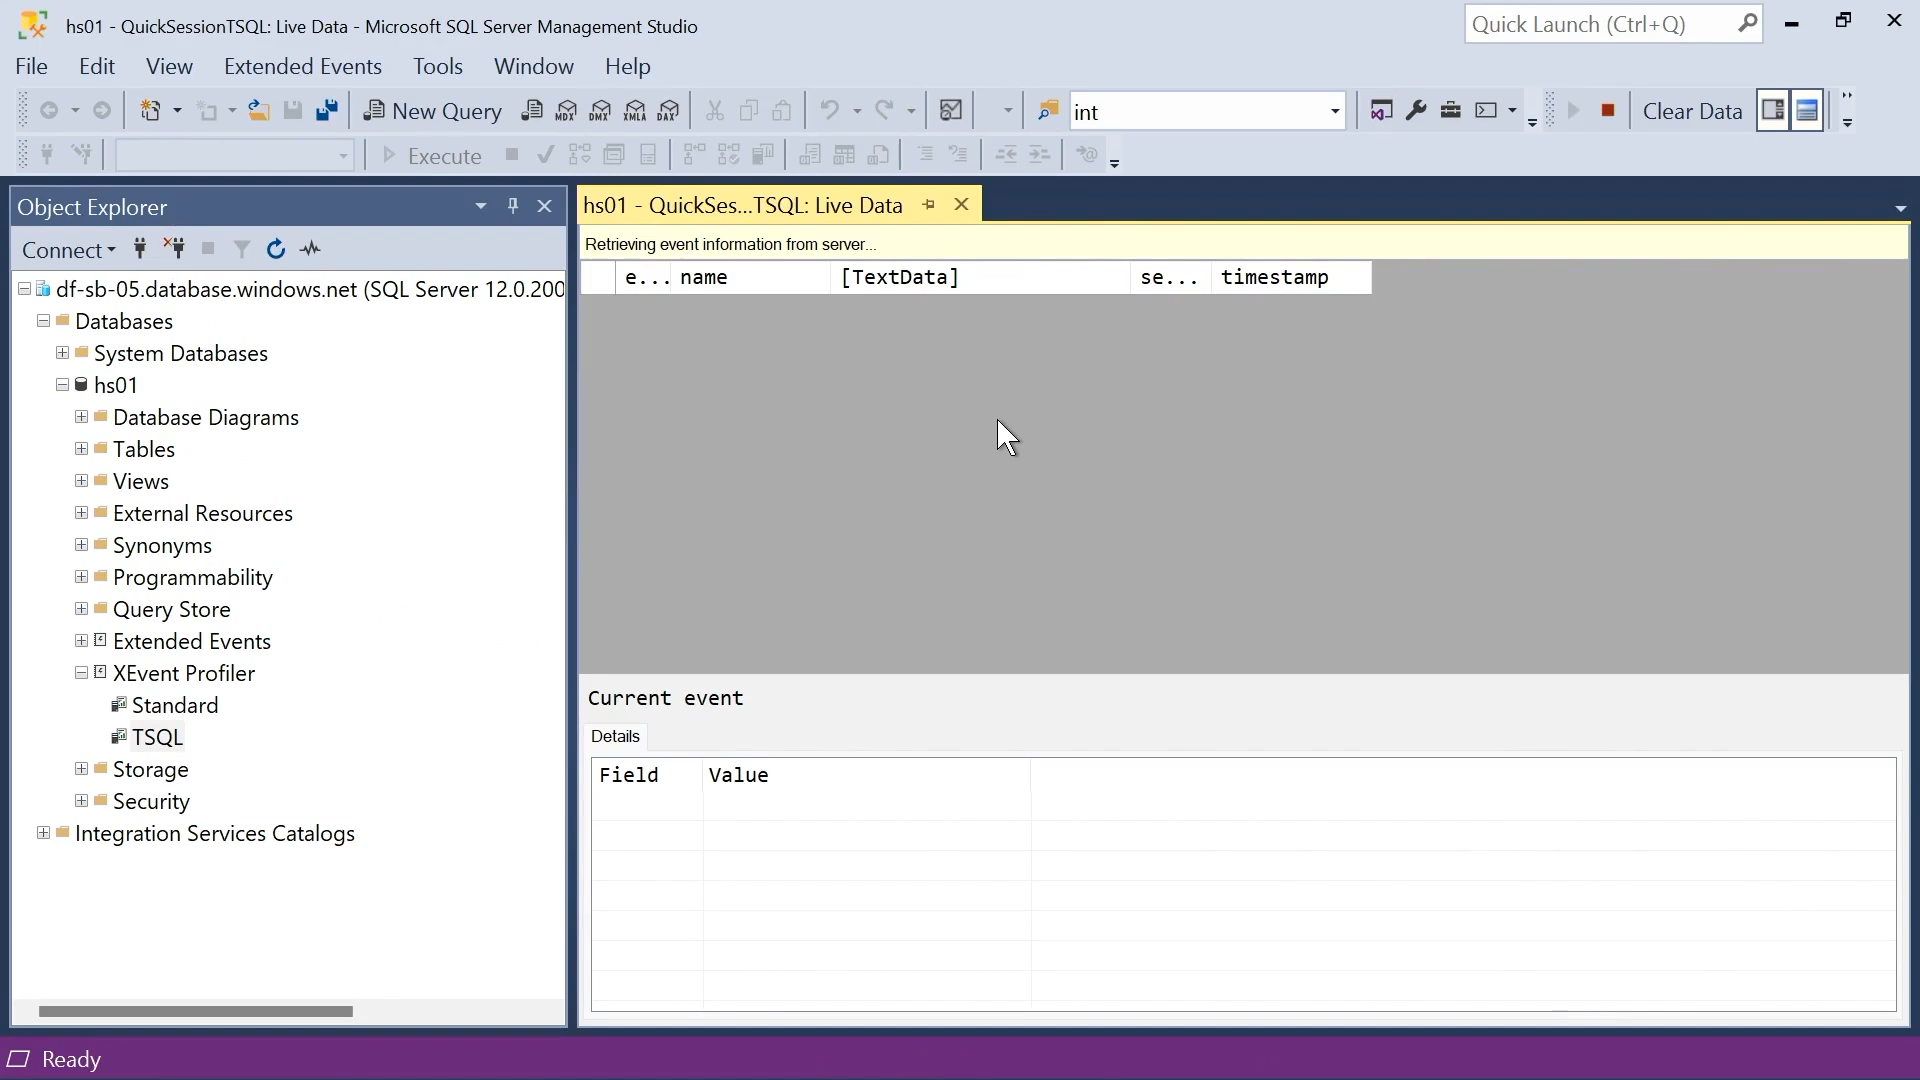 hs01 - QuickSessionTSQL: Live Data - Microsoft SQL Server Management Studio
Quick Launch (Ctrl+Q)
File Edit View Extended Events Tools Window Help
New Query
MDX DMX XMLA DAX
int
Clear Data
Execute
Object Explorer
hs01 - QuickSes...TSQL: Live Data
Connect
Retrieving event information from server...
e... name [TextData] se... timestamp
df-sb-05.database.windows.net (SQL Server 12.0.200
Databases
System Databases
hs01
Database Diagrams
Tables
Views
External Resources
Synonyms
Programmability
Query Store
Extended Events
XEvent Profiler
Standard
TSQL
Storage
Security
Integration Services Catalogs
Current event
Details
Field Value
Ready